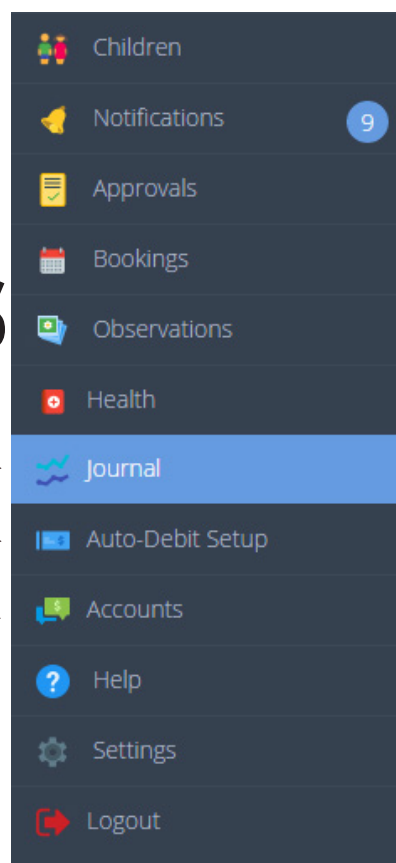 Children
Notifications 9
Approvals
Bookings
Observations
Health
Journal
Auto-Debit Setup
Accounts
Help
Settings
Logout